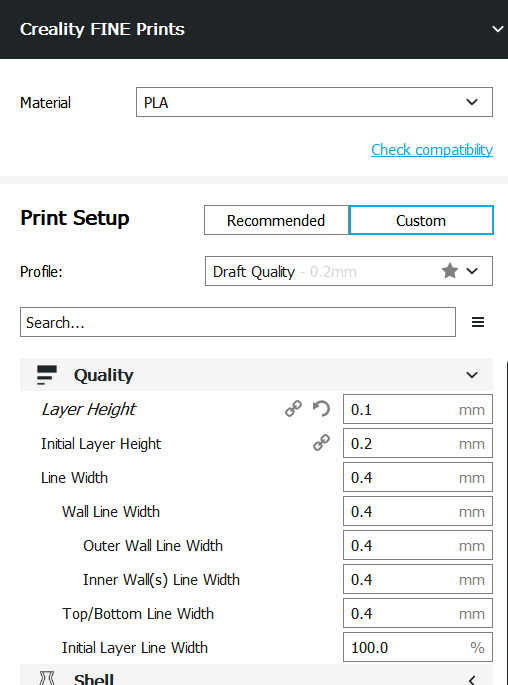 Creality FINE Prints
Material PLA
Check compatibility
Print Setup Recommended Custom
Profile: Draft Quality - 0.2mm
Search...
Quality
Layer Height 0.1 mm
Initial Layer Height 0.2 mm
Line Width 0.4 mm
Wall Line Width 0.4 mm
Outer Wall Line Width 0.4 mm
Inner Wall(s) Line Width 0.4 mm
Top/Bottom Line Width 0.4 mm
Initial Layer Line Width 100.0 %
Shell